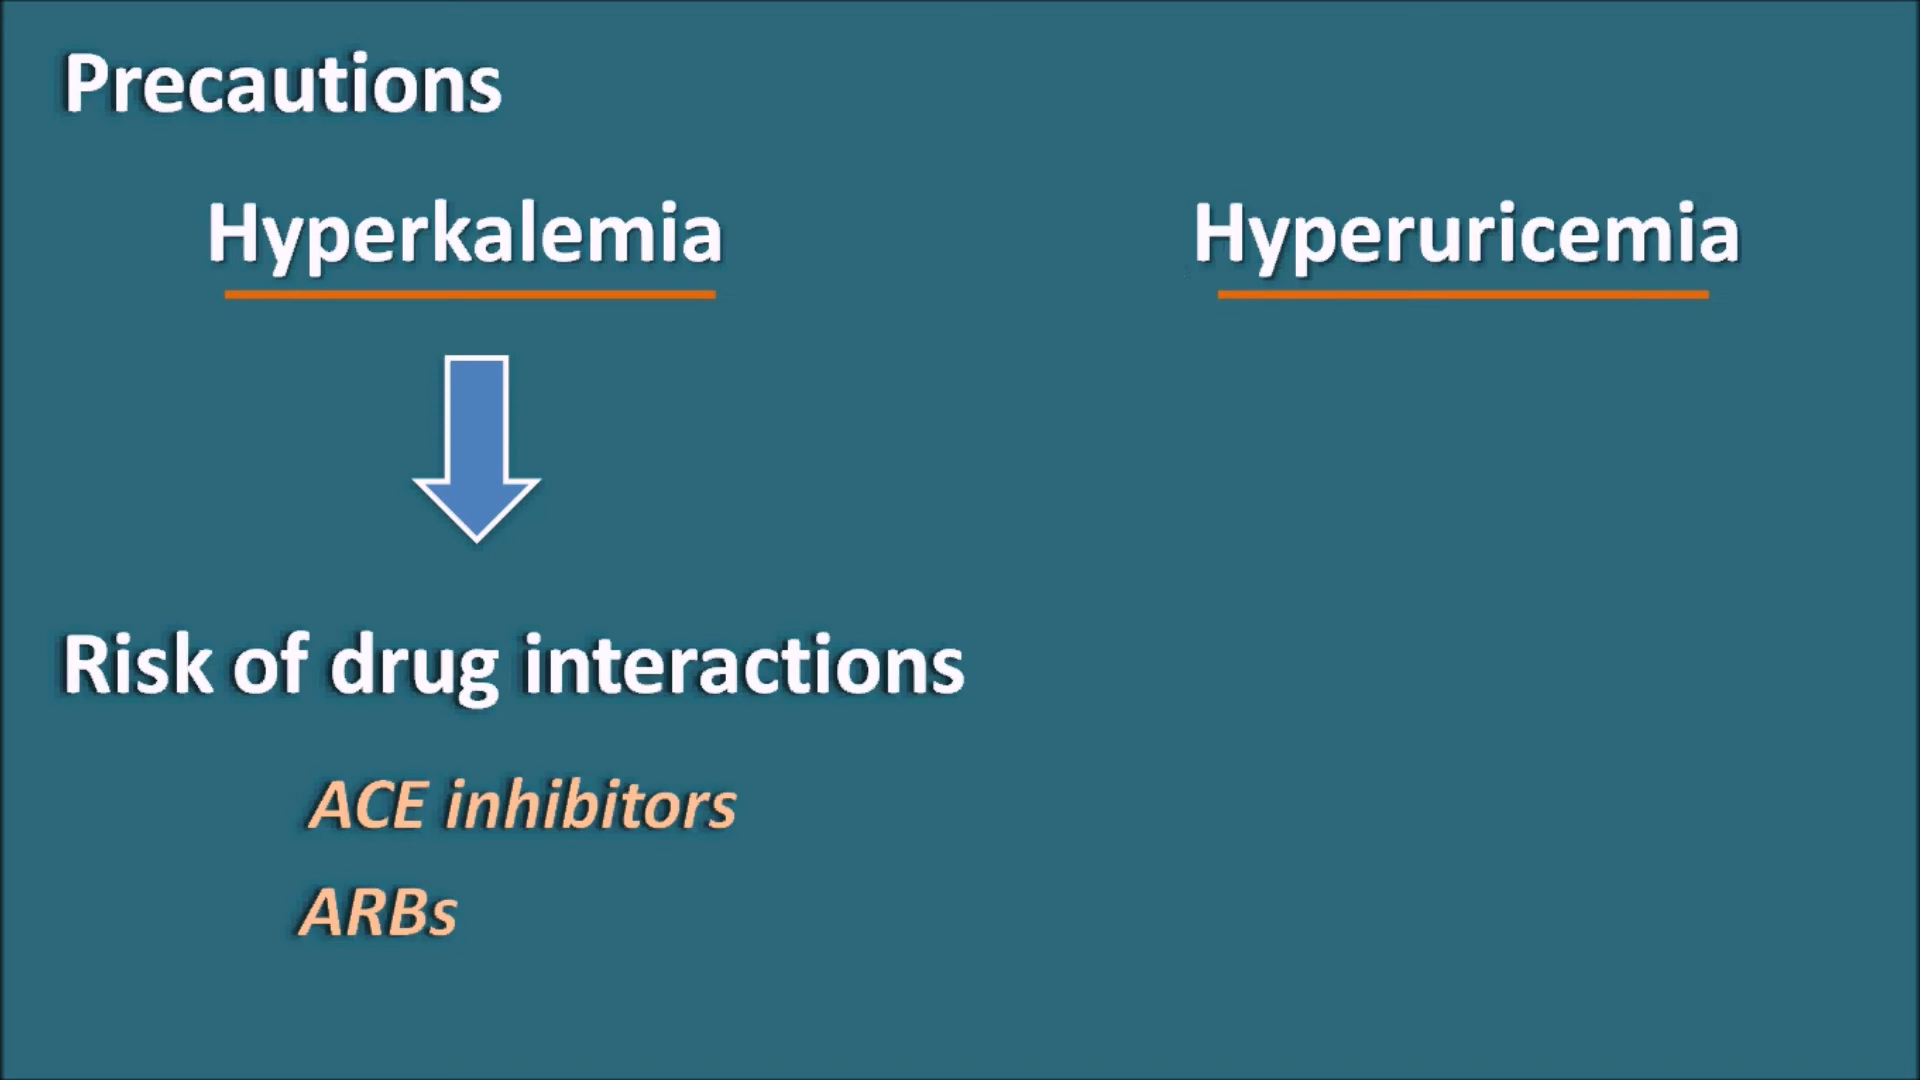 Precautions
Hyperkalemia
Hyperuricemia
Risk of drug interactions
ACE inhibitors
ARBs